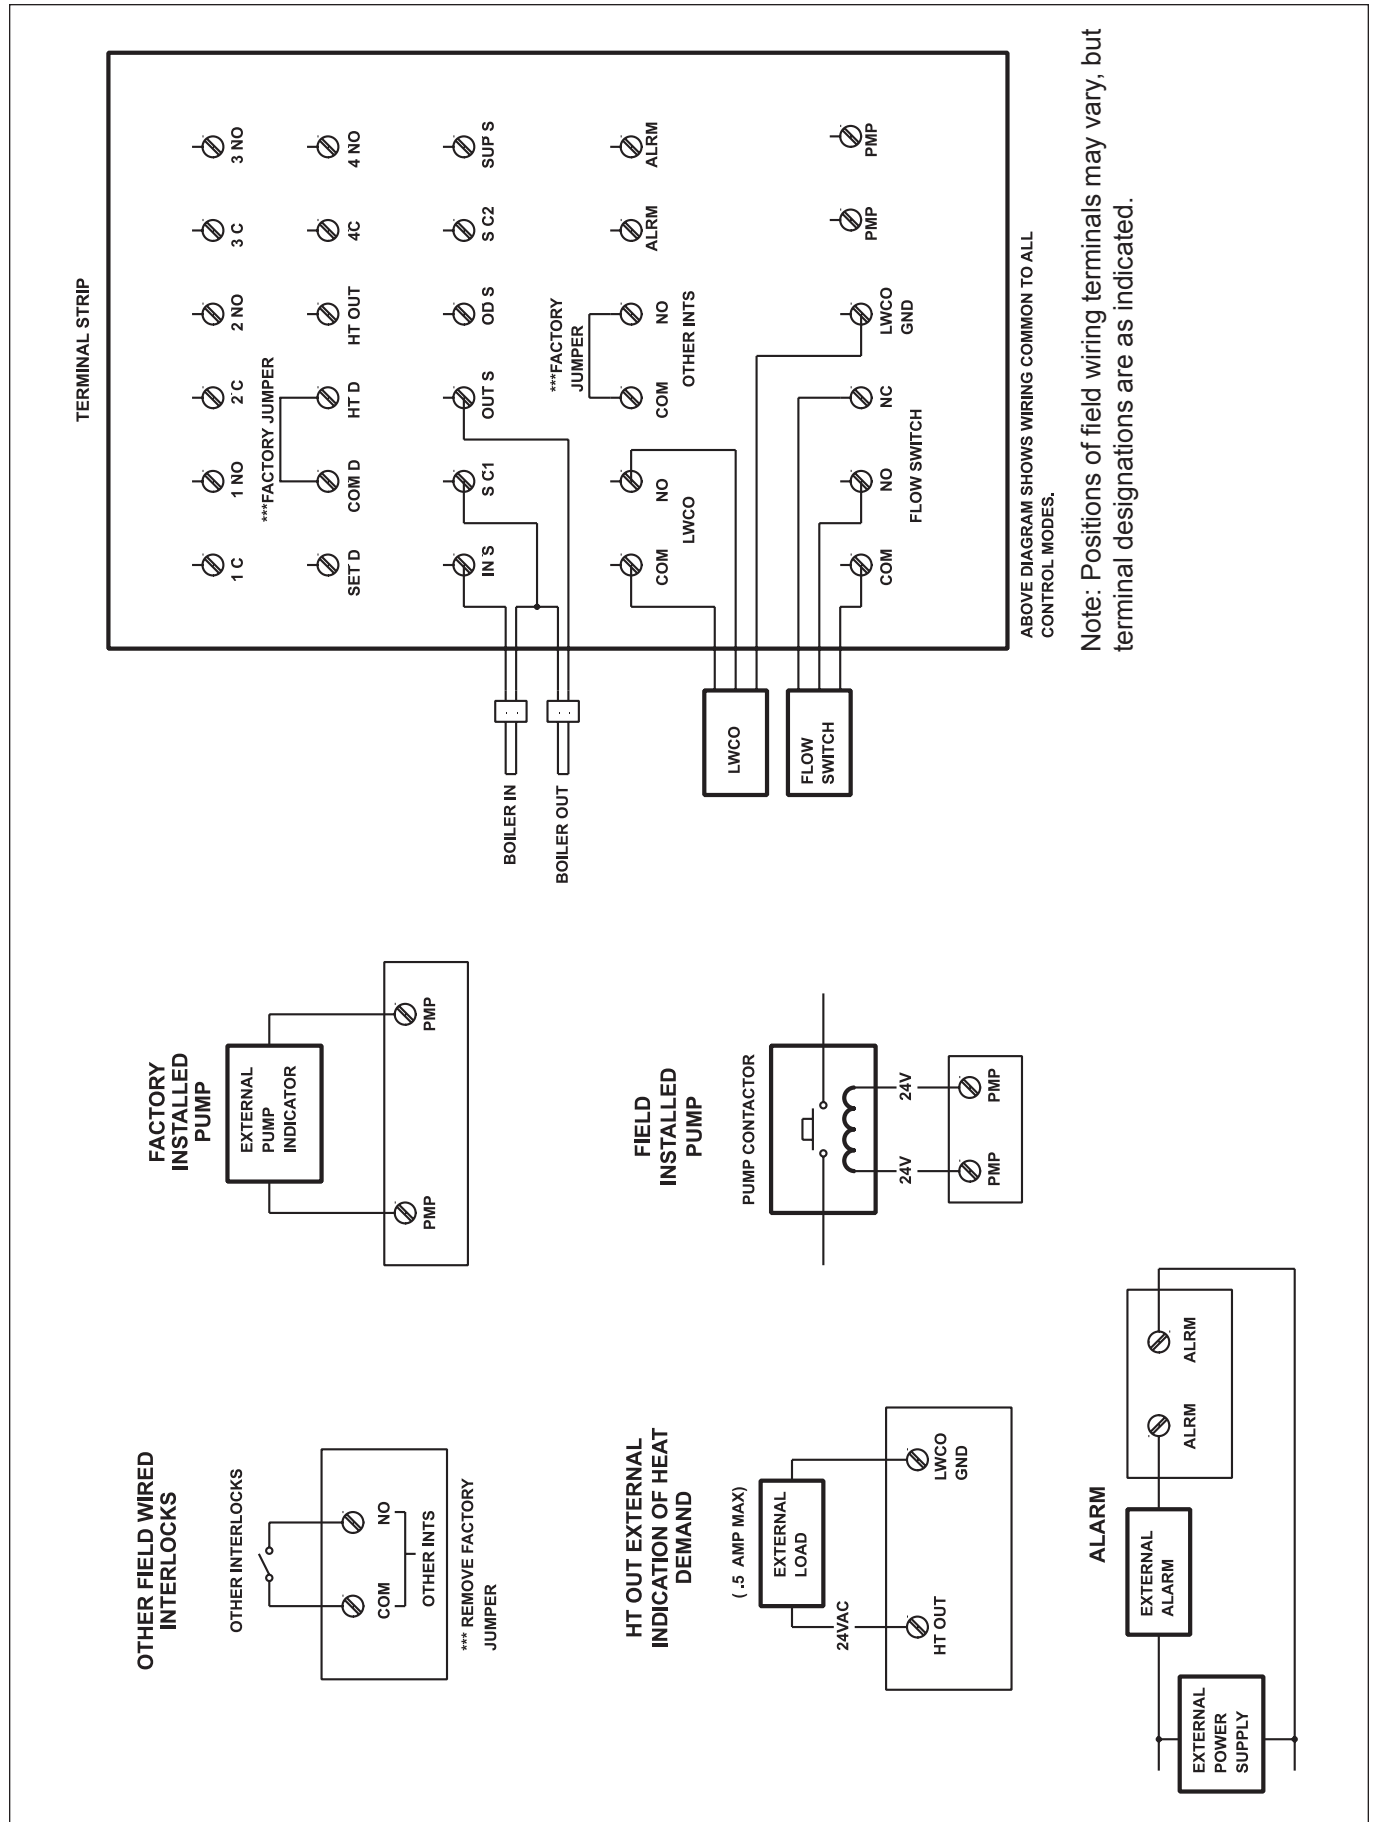 TERMINAL STRIP
1 C
1 NO
2 C
2 NO
3 C
3 NO
***FACTORY JUMPER
SET D
COM D
HT D
HT OUT
4C
4 NO
IN S
S C1
OUT S
OD S
S C2
SUP S
BOILER IN
BOILER OUT
***FACTORY
JUMPER
COM
NO
LWCO
COM
NO
OTHER INTS
ALRM
ALRM
LWCO
COM
NO
NC
FLOW SWITCH
LWCO
GND
PMP
PMP
FLOW
SWITCH
ABOVE DIAGRAM SHOWS WIRING COMMON TO ALL
CONTROL MODES.
Note: Positions of field wiring terminals may vary, but
terminal designations are as indicated.
OTHER FIELD WIRED
INTERLOCKS
OTHER INTERLOCKS
COM
NO
OTHER INTS
*** REMOVE FACTORY
JUMPER
FACTORY
INSTALLED
PUMP
EXTERNAL
PUMP
INDICATOR
PMP
PMP
HT OUT EXTERNAL
INDICATION OF HEAT
DEMAND
( .5 AMP MAX)
EXTERNAL
LOAD
24VAC
HT OUT
LWCO
GND
FIELD
INSTALLED
PUMP
PUMP CONTACTOR
24V
24V
PMP
PMP
ALARM
EXTERNAL
POWER
SUPPLY
EXTERNAL
ALARM
ALRM
ALRM